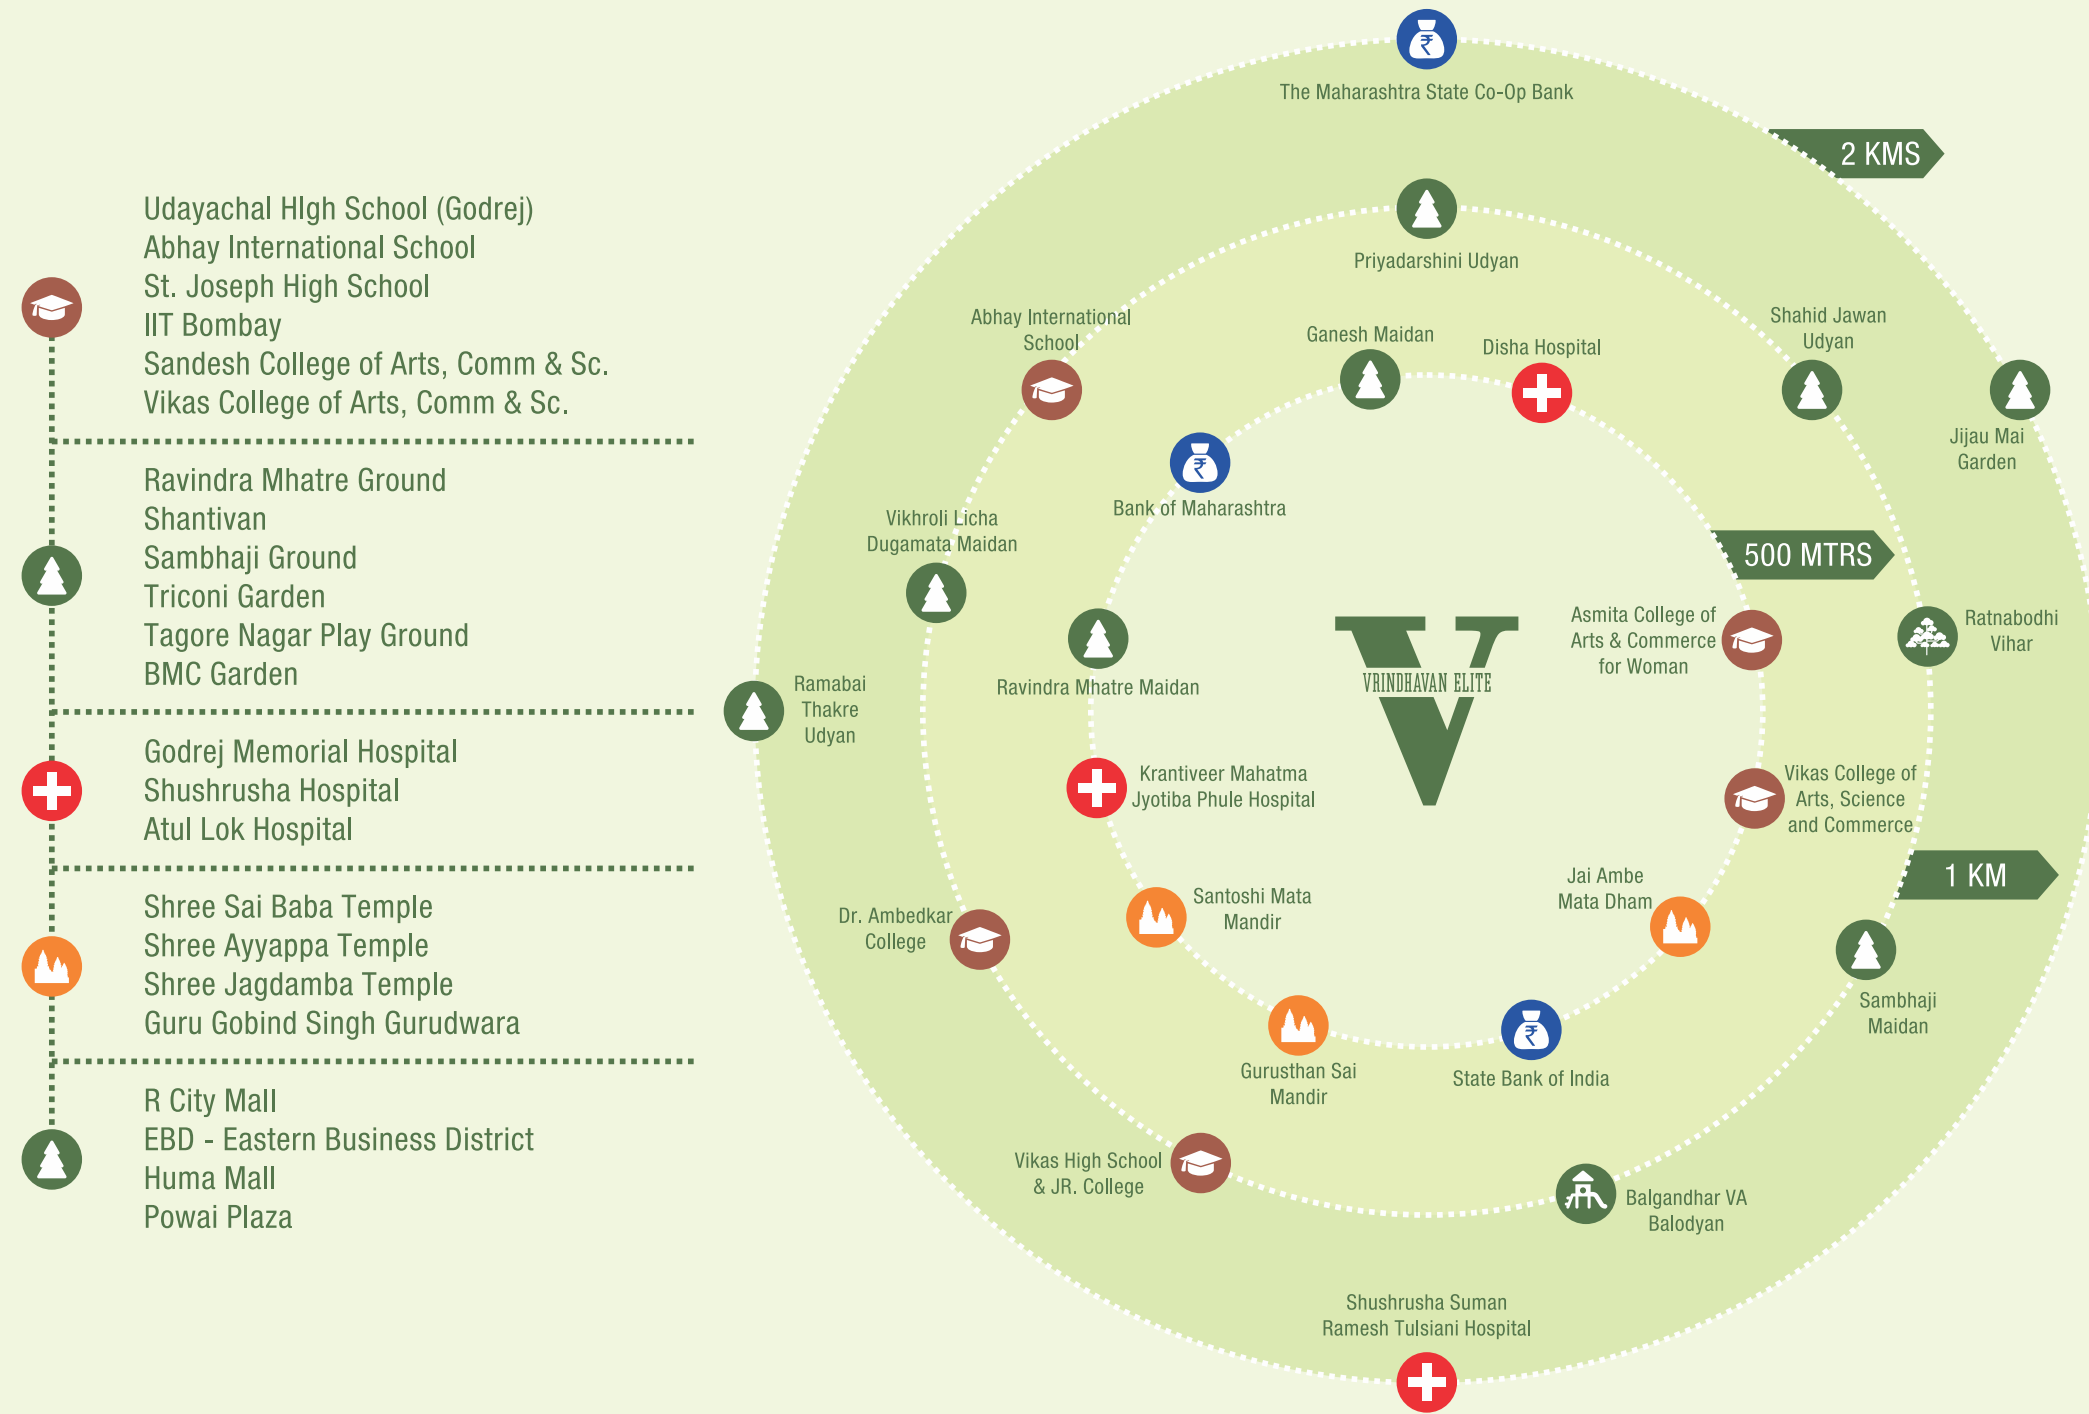 Udayachal HIgh School (Godrej)
Abhay International School
St. Joseph High School
IIT Bombay
Sandesh College of Arts, Comm & Sc.
Vikas College of Arts, Comm & Sc.
Ravindra Mhatre Ground
Shantivan
Sambhaji Ground
Triconi Garden
Tagore Nagar Play Ground
BMC Garden
Godrej Memorial Hospital
Shushrusha Hospital
Atul Lok Hospital
Shree Sai Baba Temple
Shree Ayyappa Temple
Shree Jagdamba Temple
Guru Gobind Singh Gurudwara
R City Mall
EBD - Eastern Business District
Huma Mall
Powai Plaza
₹
The Maharashtra State Co-Op Bank
2 KMS
Priyadarshini Udyan
Abhay International
School
Ganesh Maidan
Disha Hospital
Shahid Jawan
Udyan
Jijau Mai
Garden
₹
Bank of Maharashtra
Vikhroli Licha
Dugamata Maidan
500 MTRS
Asmita College of
Arts & Commerce
for Woman
Ratnabodhi
Vihar
Ravindra Mhatre Maidan
V
VRINDHAVAN ELITE
Ramabai
Thakre
Udyan
Krantiveer Mahatma
Jyotiba Phule Hospital
Vikas College of
Arts, Science
and Commerce
1 KM
Jai Ambe
Mata Dham
Santoshi Mata
Mandir
Dr. Ambedkar
College
Sambhaji
Maidan
Gurusthan Sai
Mandir
₹
State Bank of India
Vikas High School
& JR. College
Balgandhar VA
Balodyan
Shushrusha Suman
Ramesh Tulsiani Hospital